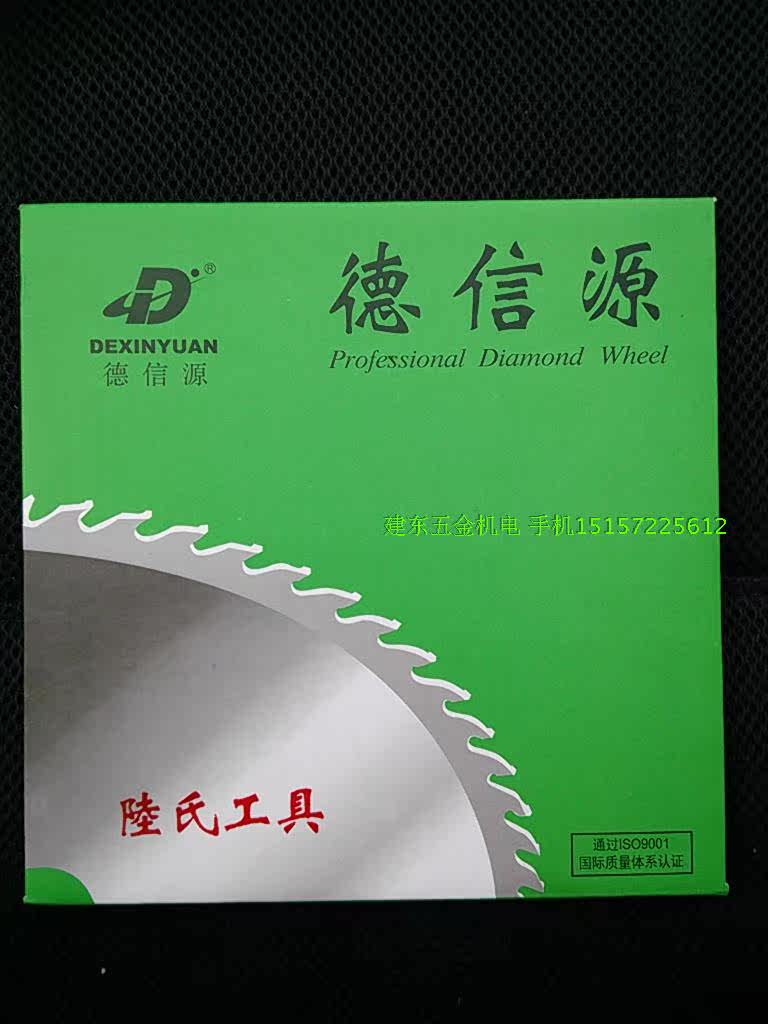 ®
DEXINYUAN
德信源
德信源
Professional Diamond Wheel
建东五金机电 手机15157225612
陸氏工具
通过ISO9001
国际质量体系认证